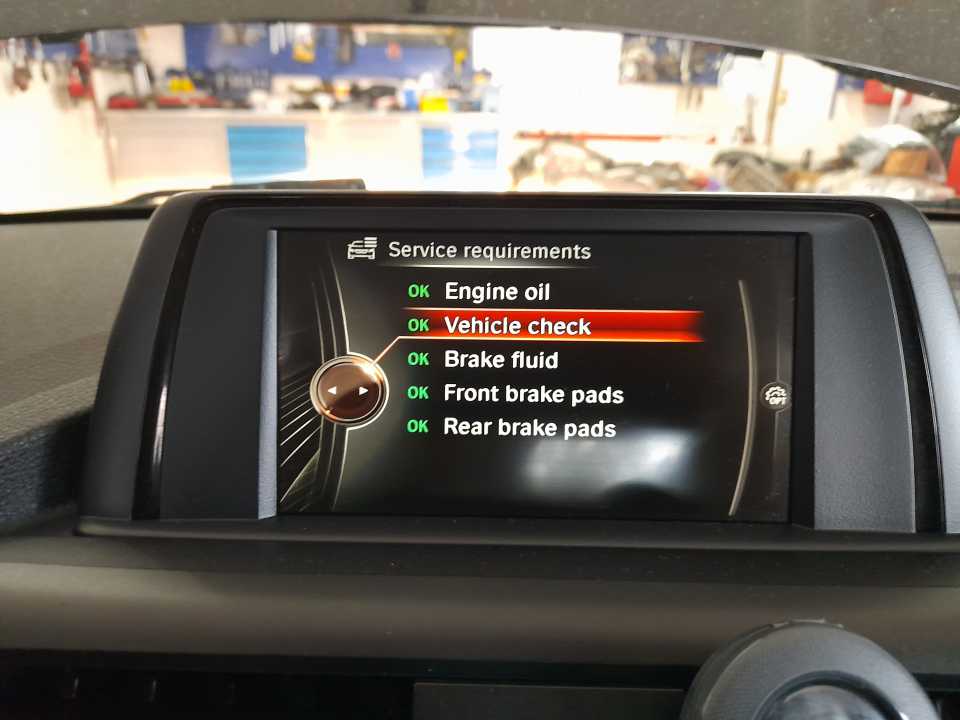 Service requirements
OK Engine oil
OK Vehicle check
OK Brake fluid
OK Front brake pads
OK Rear brake pads
OPT